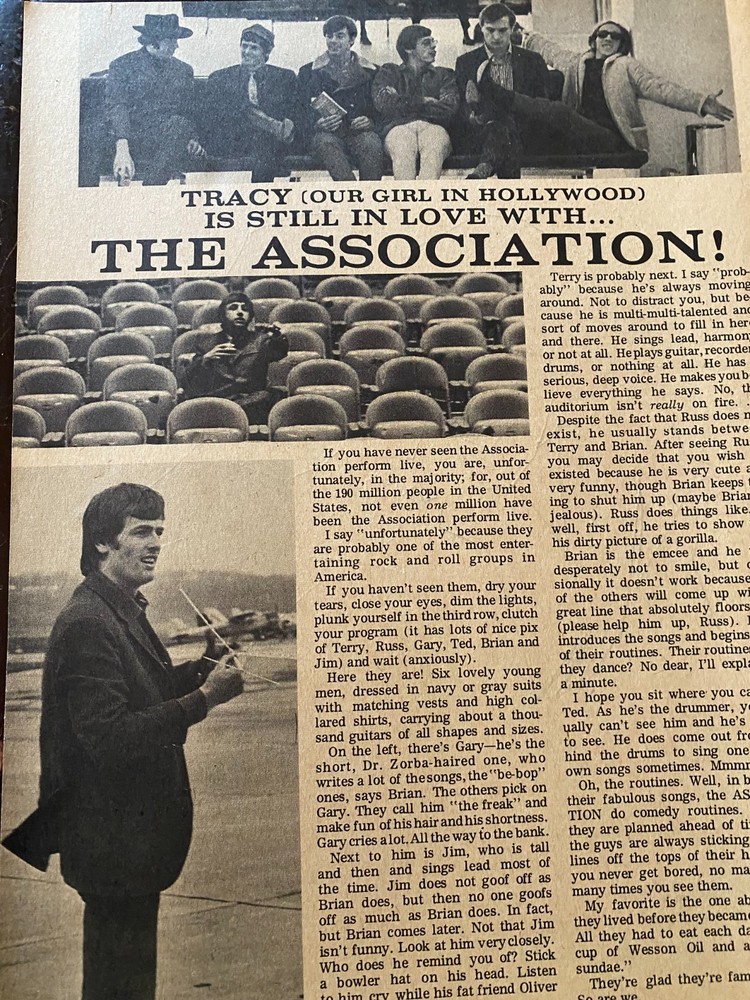 TRACY (OUR GIRL IN HOLLYWOOD)
IS STILL IN LOVE WITH...
THE ASSOCIATION!
If you have never seen the Associa-
tion perform live, you are, unfor-
tunately, in the majority; for, out of
the 190 million people in the United
States, not even one million have
been the Association perform live.
I say "unfortunately" because they
are probably one of the most enter-
taining rock and roll groups in
America.
If you haven't seen them, dry your
tears, close your eyes, dim the lights,
plunk yourself in the third row, clutch
your program (it has lots of nice pix
of Terry, Russ, Gary, Ted, Brian and
Jim) and wait (anxiously).
Here they are! Six lovely young
men, dressed in navy or gray suits
with matching vests and high col-
lared shirts, carrying about a thou-
sand guitars of all shapes and sizes.
On the left, there's Gary—he's the
short, Dr. Zorba-haired one, who
writes a lot of the songs, the "be-bop"
ones, says Brian. The others pick on
Gary. They call him "the freak" and
make fun of his hair and his shortness.
Gary cries a lot. All the way to the bank.
Next to him is Jim, who is tall
and then and sings lead most of
the time. Jim does not goof off as
Brian does, but then no one goofs
off as much as Brian does. In fact,
but Brian comes later. Not that Jim
isn't funny. Look at him very closely.
Who does he remind you of? Stick
a bowler hat on his head. Listen
to him cry while his fat friend Oliver
Terry is probably next. I say "prob-
ably" because he's always moving
around. Not to distract you, but be-
cause he is multi-multi-talented and
sort of moves around to fill in her
and there. He sings lead, harmon
or not at all. He plays guitar, recorder
drums, or nothing at all. He has
serious, deep voice. He makes you be
lieve everything he says. No, th
auditorium isn't really on fire. .
Despite the fact that Russ does n
exist, he usually stands betwe
Terry and Brian. After seeing Ru
you may decide that you wish
existed because he is very cute a
very funny, though Brian keeps t
ing to shut him up (maybe Brian
jealous). Russ does things like.
well, first off, he tries to show
his dirty picture of a gorilla.
Brian is the emcee and he
desperately not to smile, but o
sionally it doesn't work because
of the others will come up wi
great line that absolutely floors
(please help him up, Russ).
introduces the songs and begins
of their routines. Their routines
they dance? No dear, I'll expla
a minute.
I hope you sit where you ca
Ted. As he's the drummer, yo
ually can't see him and he's
to see. He does come out fro
hind the drums to sing one
own songs sometimes. Mmmm
Oh, the routines. Well, in b
their fabulous songs, the AS
TION do comedy routines.
they are planned ahead of ti
the guys are always sticking
lines off the tops of their h
you never get bored, no ma
many times you see them.
My favorite is the one ab
they lived before they became
All they had to eat each da
cup of Wesson Oil and a
sundae."
They're glad they're fam
So are we